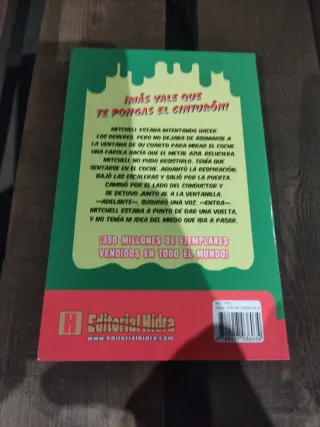 ¡MÁS VALE QUE
TE PONGAS EL CINTURÓN!
MITCHELL ESTABA INTENTANDO HACER
LOS DEBERES, PERO NO DEJABA DE ASOMARSE A
LA VENTANA DE SU CUARTO PARA MIRAR EL COCHE
UNA FAROLA HACÍA QUE EL METAL AZUL RELUCIERA.
MITCHELL NO PUDO RESISTIRLO. TENÍA QUE
SENTARSE EN EL COCHE. AGUANTÓ LA RESPIRACIÓN,
BAJÓ LAS ESCALERAS Y SALIÓ POR LA PUERTA.
CAMINÓ POR EL LADO DEL CONDUCTOR Y
SE DETUVO JUNTO AL A LA VENTANILLA.
«ADELANTE», SUSURRÓ UNA VOZ. «ENTRA».
MITCHELL ESTABA A PUNTO DE DAR UNA VUELTA,
Y NO TENÍA NI IDEA DEL MIEDO QUE IBA A PASAR.
¡350 MILLONES DE EJEMPLARES
VENDIDOS EN TODO EL MUNDO!
H Editorial Hidra
www.editorialhidra.com